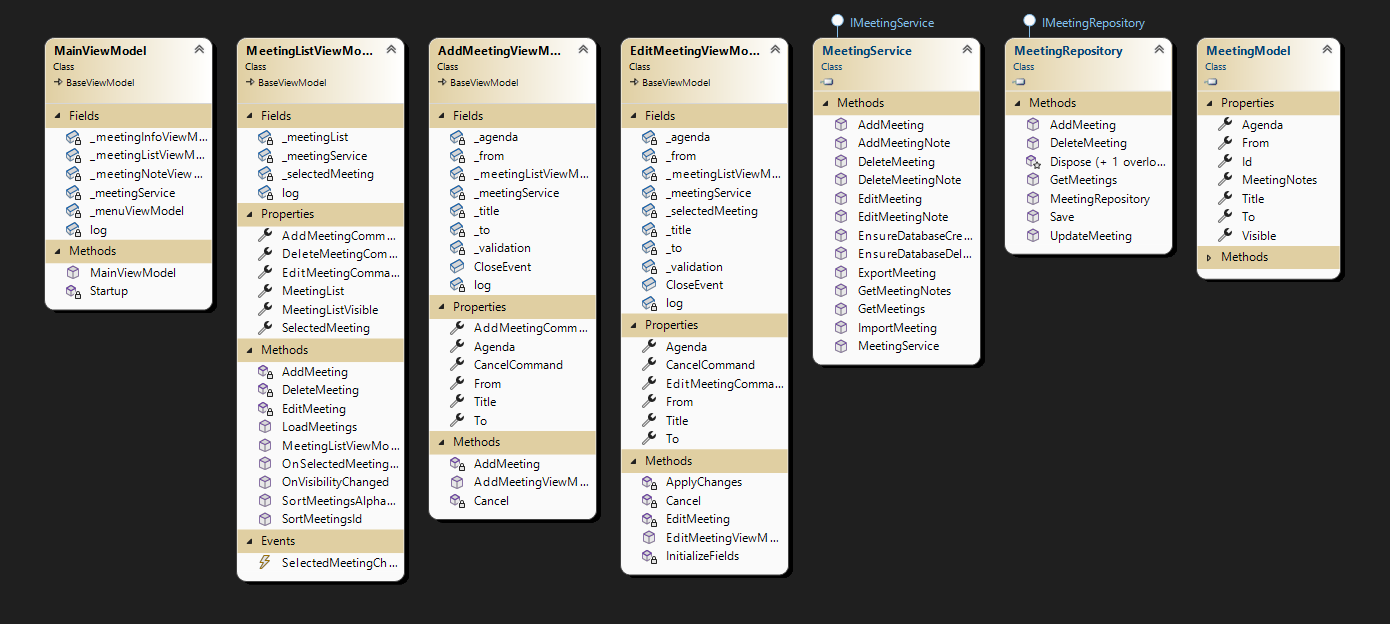 IMeetingService
IMeetingRepository
MainViewModel
Class
BaseViewModel
Fields
_meetingInfoViewM...
_meetingListViewM...
_meetingNoteView ...
_meetingService
_menuViewModel
log
Methods
MainViewModel
Startup
MeetingListViewMo...
Class
BaseViewModel
Fields
_meetingList
_meetingService
_selectedMeeting
log
Properties
AddMeetingComm...
DeleteMeetingCom...
EditMeetingComma...
MeetingList
MeetingListVisible
SelectedMeeting
Methods
AddMeeting
DeleteMeeting
EditMeeting
LoadMeetings
MeetingListViewMo...
OnSelectedMeeting...
OnVisibilityChanged
SortMeetingsAlpha...
SortMeetingsId
Events
SelectedMeetingCh...
AddMeetingViewM...
Class
BaseViewModel
Fields
_agenda
_from
_meetingListViewM...
_meetingService
_title
_to
_validation
CloseEvent
log
Properties
AddMeetingComm...
Agenda
CancelCommand
From
Title
To
Methods
AddMeeting
AddMeetingViewM...
Cancel
EditMeetingViewMo...
Class
BaseViewModel
Fields
_agenda
_from
_meetingListViewM...
_meetingService
_selectedMeeting
_title
_to
_validation
CloseEvent
log
Properties
Agenda
CancelCommand
EditMeetingComma...
From
Title
To
Methods
ApplyChanges
Cancel
EditMeeting
EditMeetingViewM...
InitializeFields
MeetingService
Class
Methods
AddMeeting
AddMeetingNote
DeleteMeeting
DeleteMeetingNote
EditMeeting
EditMeetingNote
EnsureDatabaseCre...
EnsureDatabaseDel...
ExportMeeting
GetMeetingNotes
GetMeetings
ImportMeeting
MeetingService
MeetingRepository
Class
Methods
AddMeeting
DeleteMeeting
Dispose (+ 1 overlo...
GetMeetings
MeetingRepository
Save
UpdateMeeting
MeetingModel
Class
Properties
Agenda
From
Id
MeetingNotes
Title
To
Visible
Methods